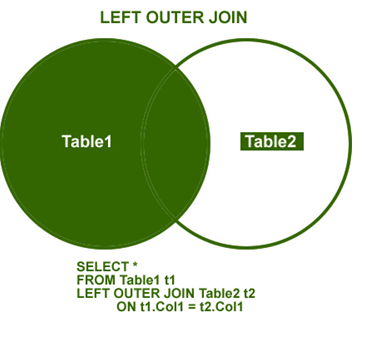 LEFT OUTER JOIN
Table1
Table2
SELECT *
FROM Table1 t1
LEFT OUTER JOIN Table2 t2
ON t1.Col1 = t2.Col1